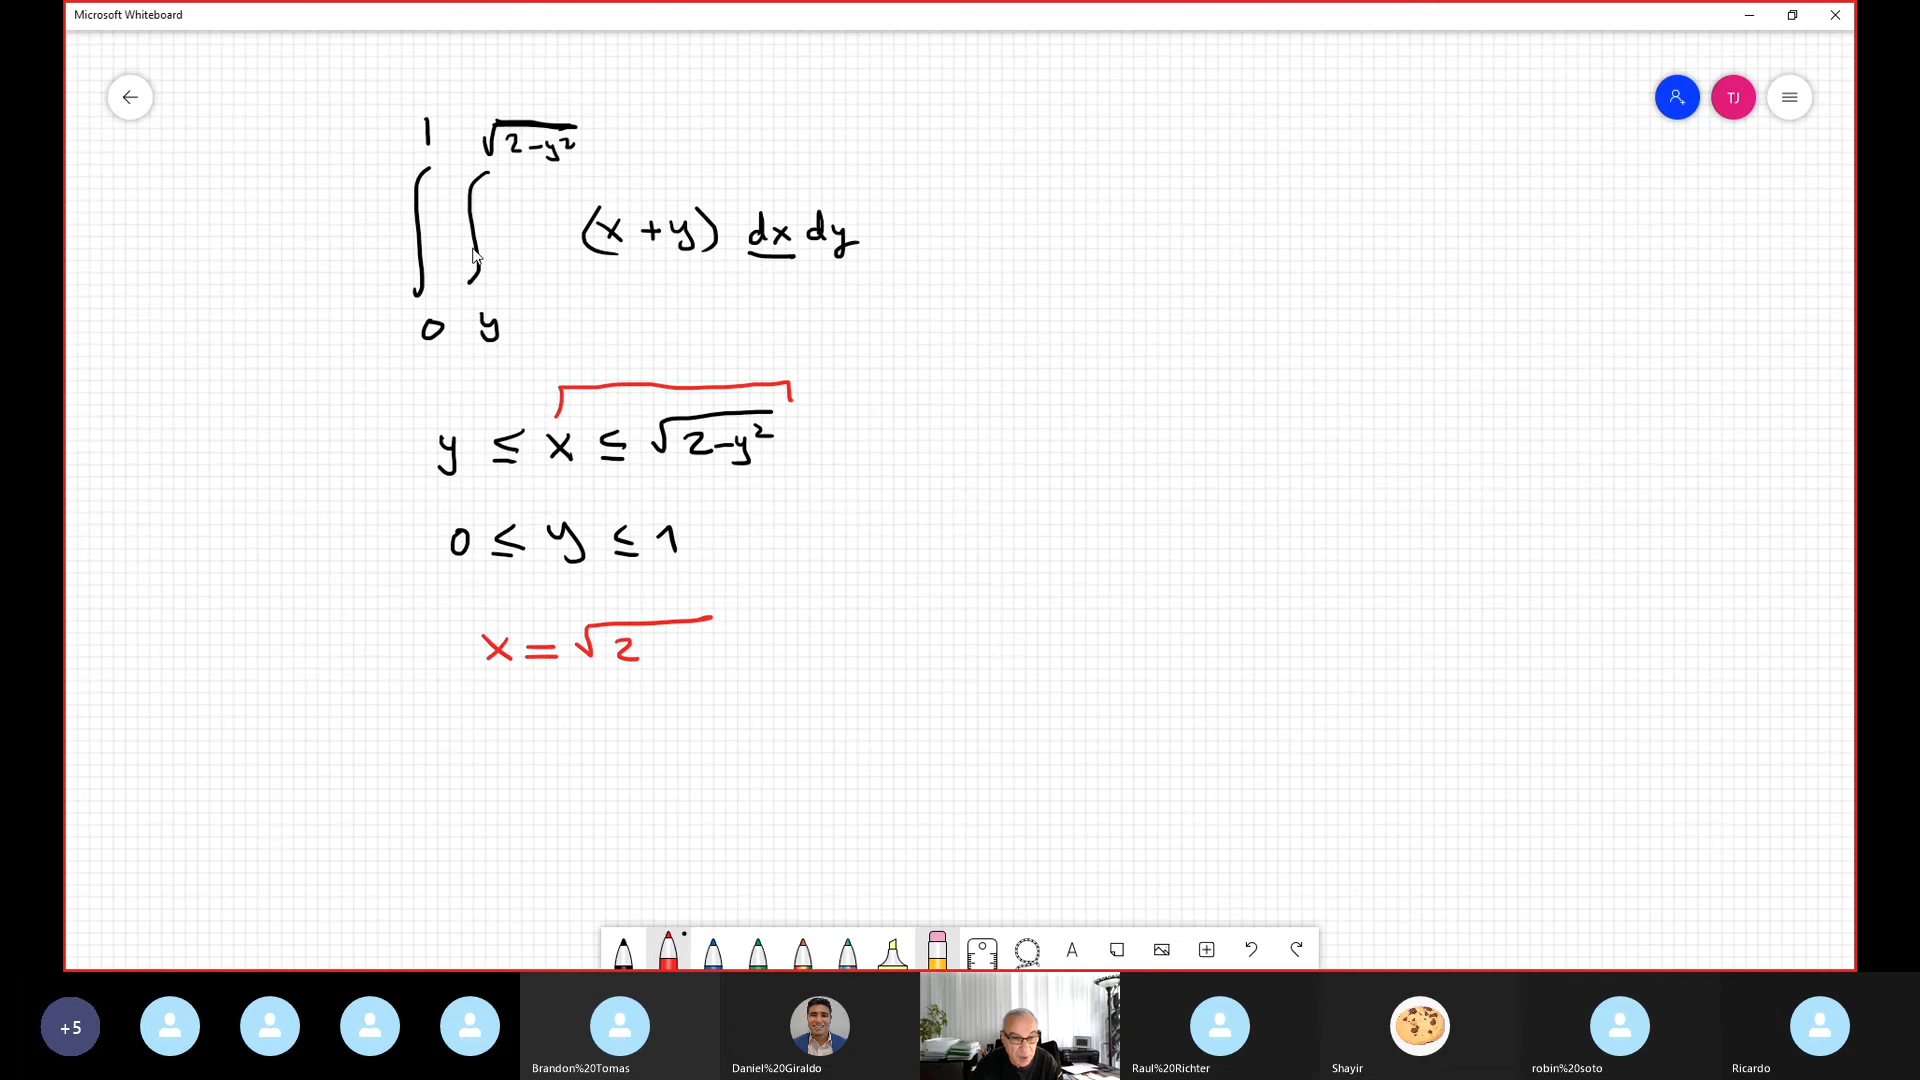 Microsoft Whiteboard
TJ
1 √(2-y²)
∫ ∫ (x + y) dx dy
0 y
y ≤ x ≤ √(2-y²)
0 ≤ y ≤ 1
x = √2
A
+5
Brandon%20Tomas
Daniel%20Giraldo
Raul%20Richter
Shayir
robin%20soto
Ricardo